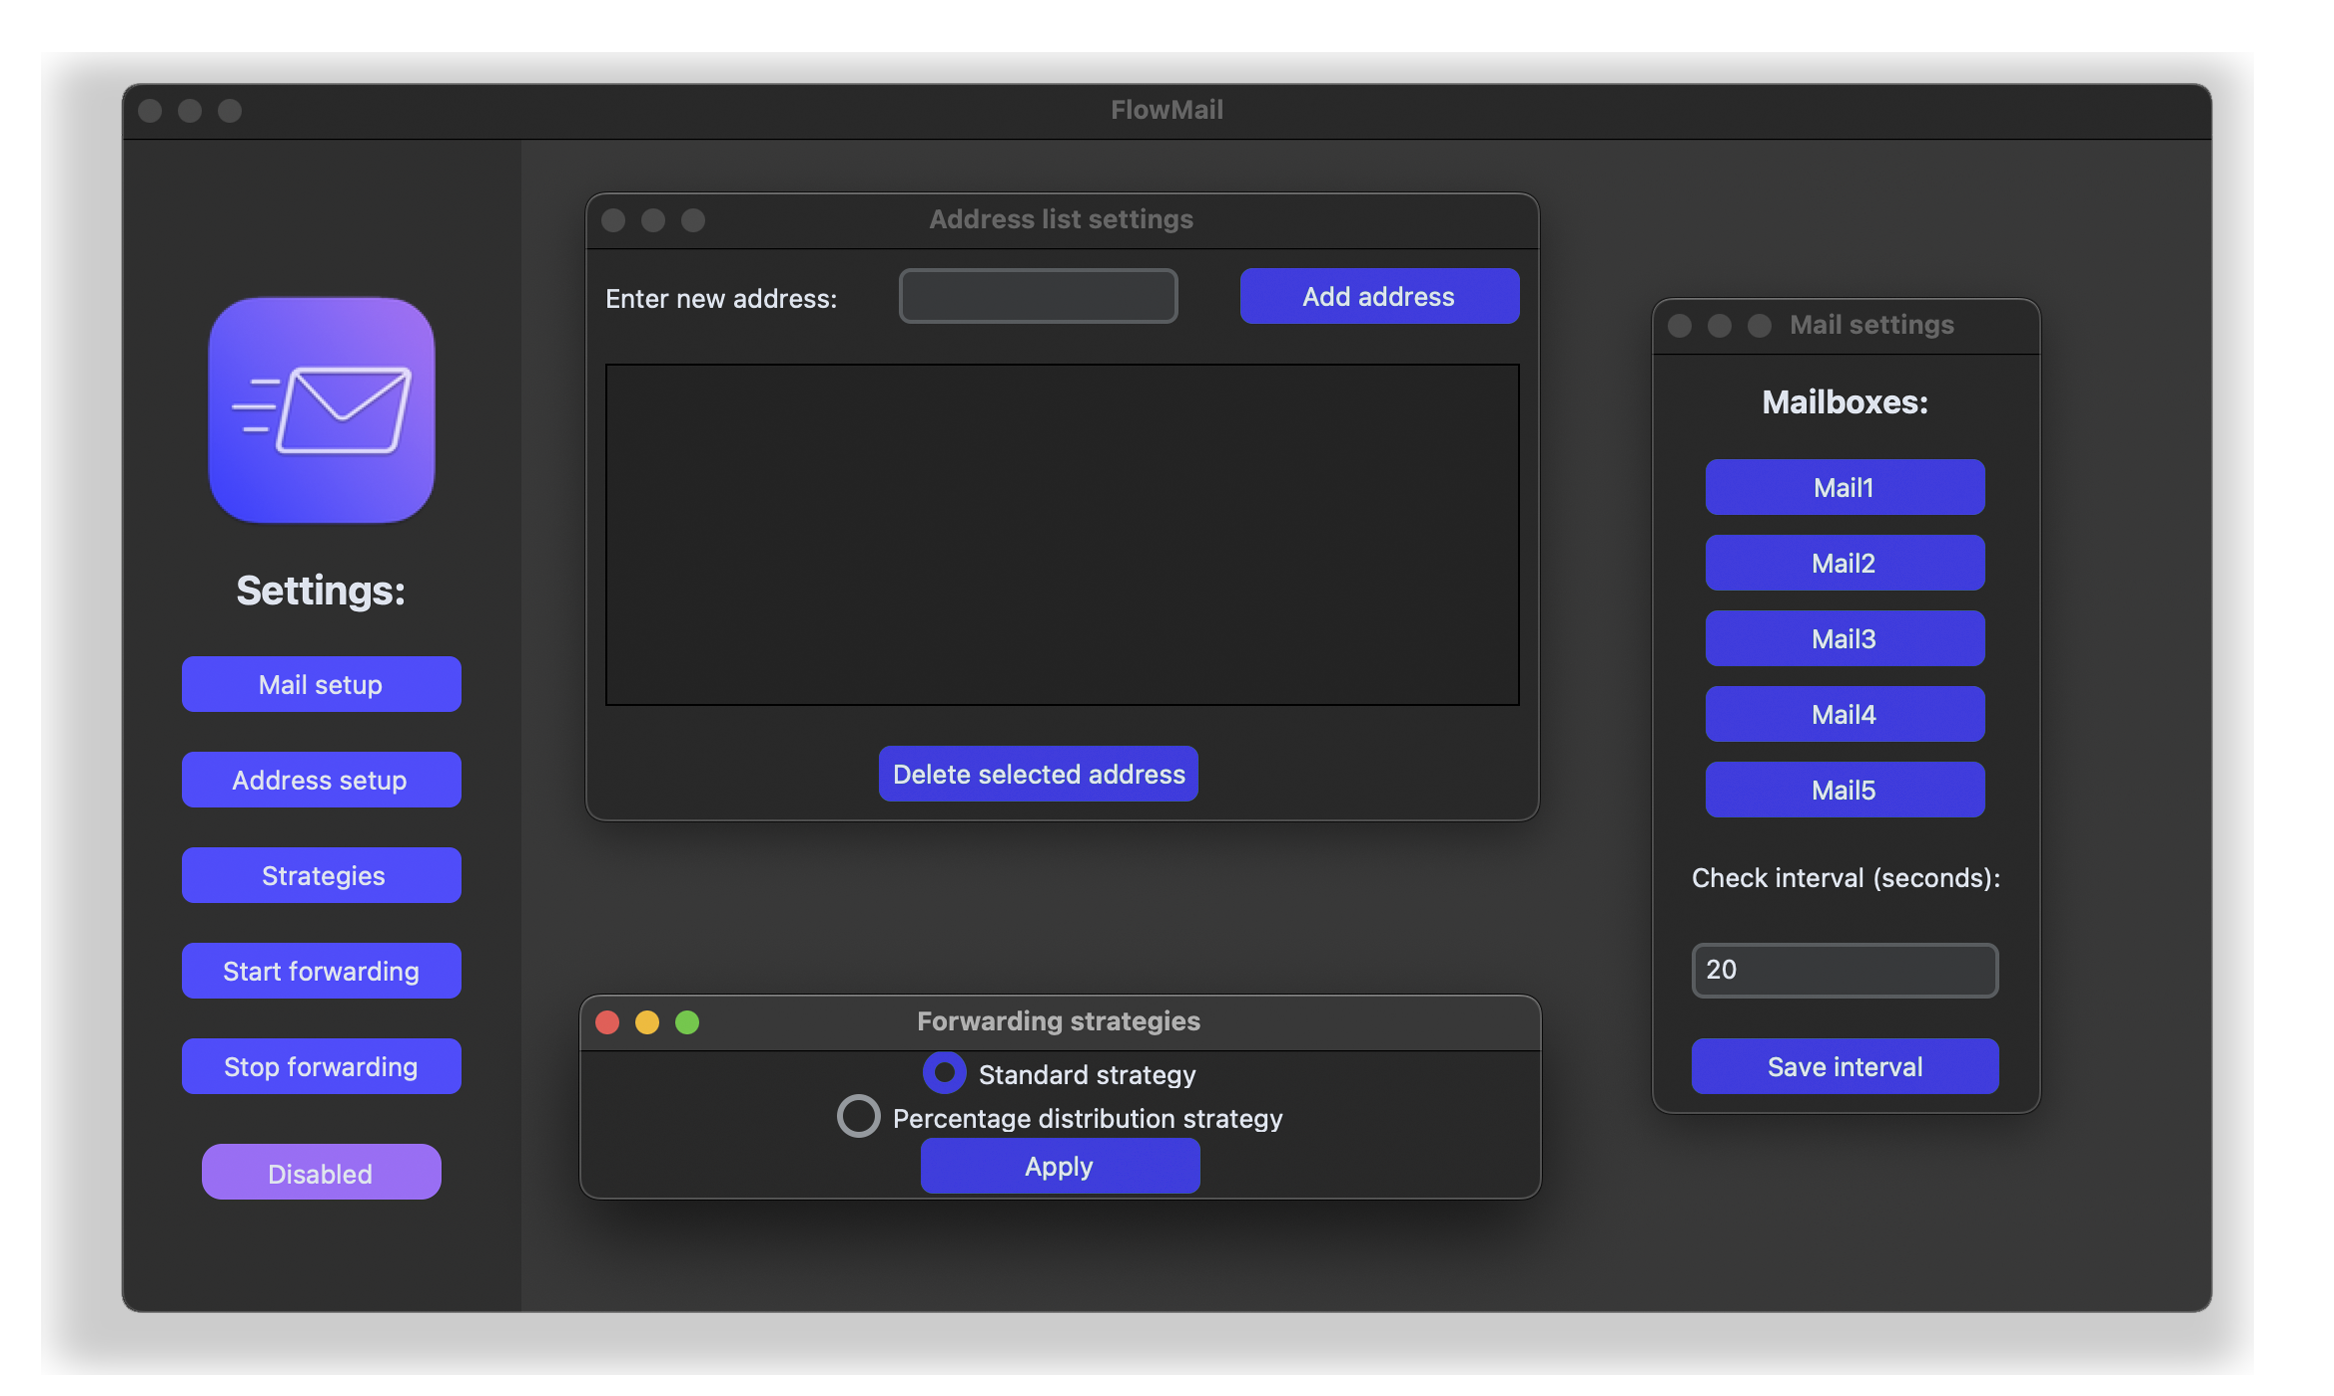 FlowMail
Settings:
Mail setup
Address setup
Strategies
Start forwarding
Stop forwarding
Disabled
Address list settings
Enter new address:
Add address
Delete selected address
Forwarding strategies
Standard strategy
Percentage distribution strategy
Apply
Mail settings
Mailboxes:
Mail1
Mail2
Mail3
Mail4
Mail5
Check interval (seconds):
20
Save interval